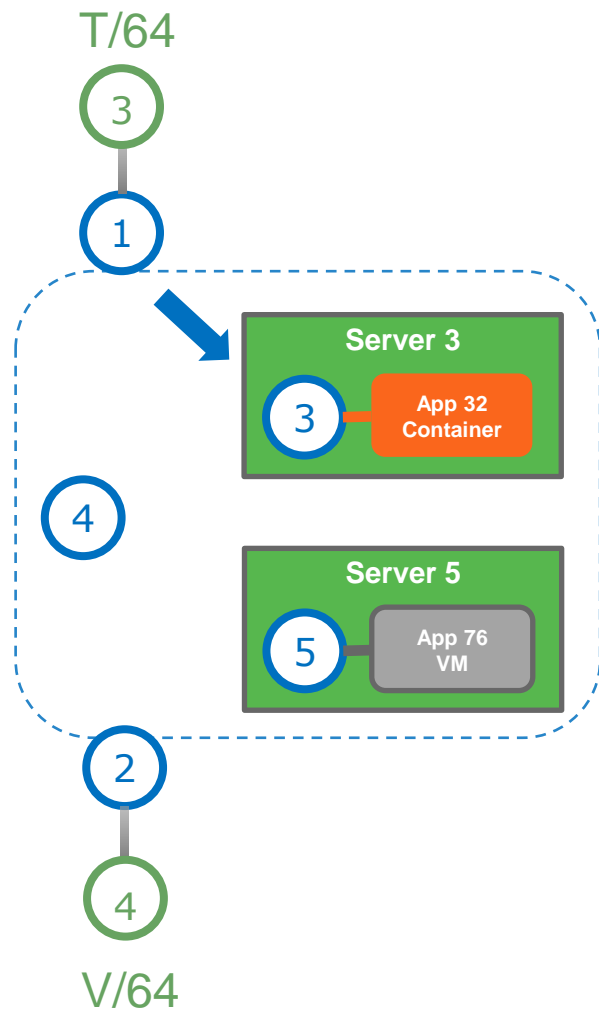 T/64
3
1
Server 3
3
App 32
Container
4
Server 5
5
App 76
VM
2
4
V/64